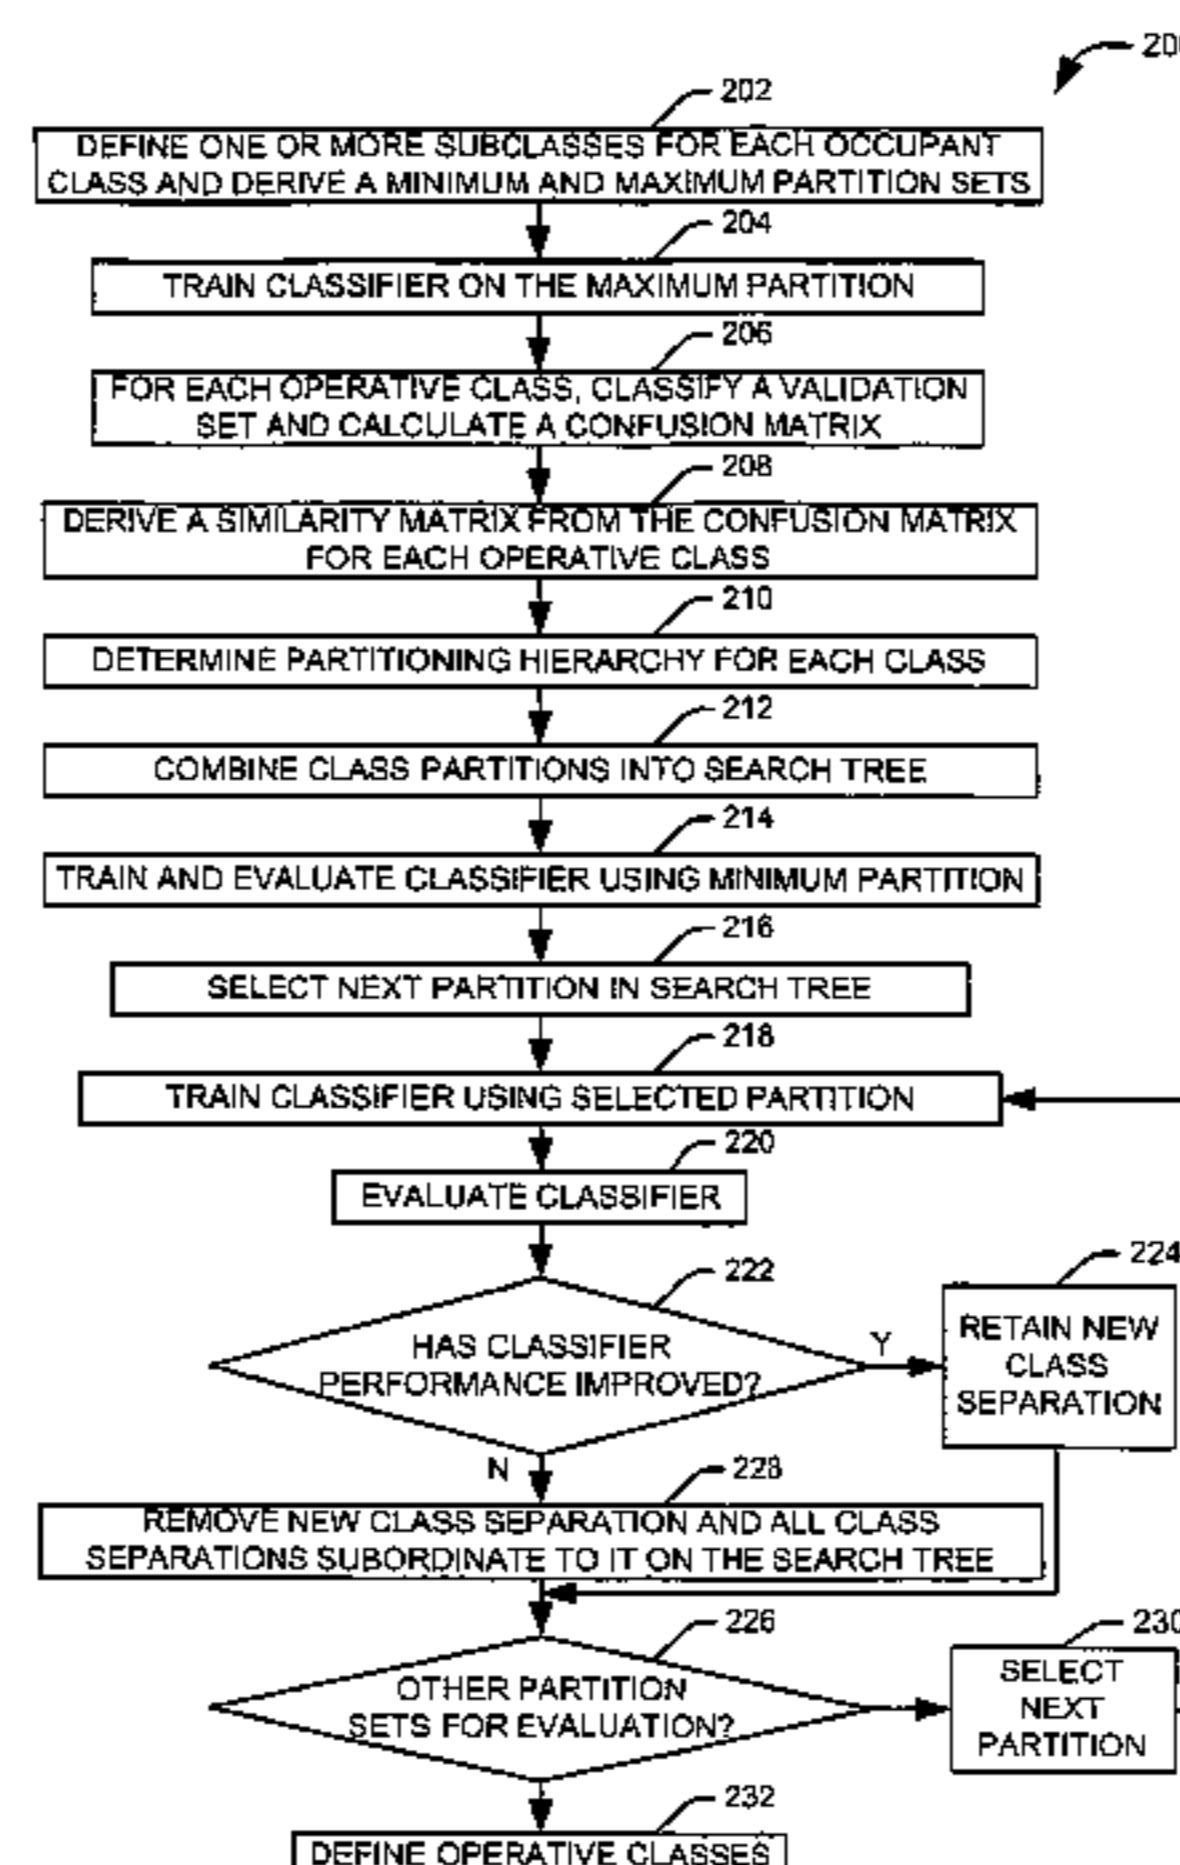 202
DEFINE ONE OR MORE SUBCLASSES FOR EACH OCCUPANT
CLASS AND DERIVE A MINIMUM AND MAXIMUM PARTITION SETS
204
TRAIN CLASSIFIER ON THE MAXIMUM PARTITION
206
FOR EACH OPERATIVE CLASS, CLASSIFY A VALIDATION
SET AND CALCULATE A CONFUSION MATRIX
208
DERIVE A SIMILARITY MATRIX FROM THE CONFUSION MATRIX
FOR EACH OPERATIVE CLASS
210
DETERMINE PARTITIONING HIERARCHY FOR EACH CLASS
212
COMBINE CLASS PARTITIONS INTO SEARCH TREE
214
TRAIN AND EVALUATE CLASSIFIER USING MINIMUM PARTITION
216
SELECT NEXT PARTITION IN SEARCH TREE
218
TRAIN CLASSIFIER USING SELECTED PARTITION
220
EVALUATE CLASSIFIER
222
HAS CLASSIFIER
PERFORMANCE IMPROVED?
Y
224
RETAIN NEW
CLASS
SEPARATION
N
228
REMOVE NEW CLASS SEPARATION AND ALL CLASS
SEPARATIONS SUBORDINATE TO IT ON THE SEARCH TREE
226
OTHER PARTITION
SETS FOR EVALUATION?
230
SELECT
NEXT
PARTITION
232
DEFINE OPERATIVE CLASSES